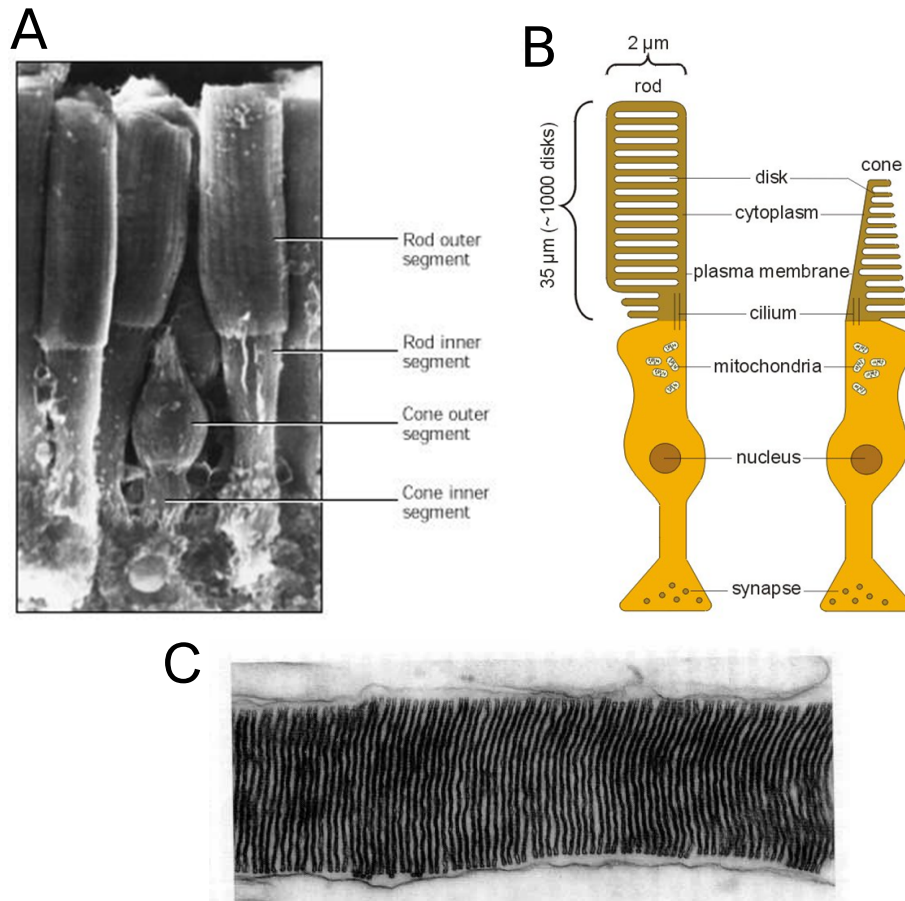 A
Rod outer
segment
Rod inner
segment
Cone outer
segment
Cone inner
segment
B
2 µm
rod
35 µm (~1000 disks)
cone
disk
cytoplasm
plasma membrane
cilium
mitochondria
nucleus
synapse
C